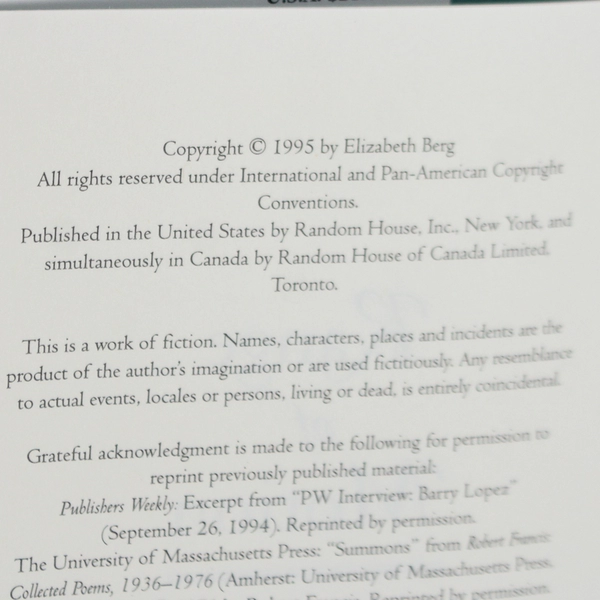 Copyright © 1995 by Elizabeth Berg
All rights reserved under International and Pan-American Copyright
Conventions.
Published in the United States by Random House, Inc., New York, and
simultaneously in Canada by Random House of Canada Limited,
Toronto.
This is a work of fiction. Names, characters, places and incidents are the
product of the author's imagination or are used fictitiously. Any resemblance
to actual events, locales or persons, living or dead, is entirely coincidental.
Grateful acknowledgment is made to the following for permission to
reprint previously published material:
Publishers Weekly: Excerpt from "PW Interview: Barry Lopez"
(September 26, 1994). Reprinted by permission.
The University of Massachusetts Press: "Summons" from Robert Francis:
Collected Poems, 1936–1976 (Amherst: University of Massachusetts Press,
by Robert Francis. Reprinted by permission.